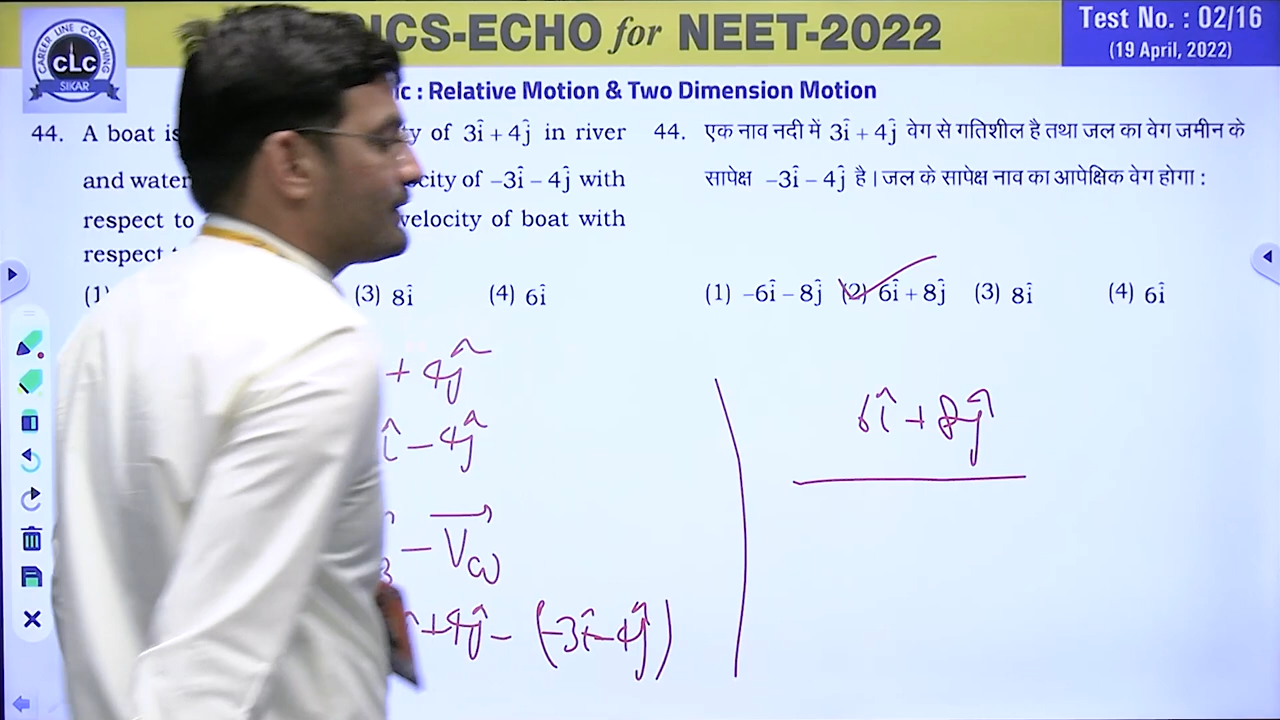 CAREER LINE COACHING
CLC
SIKAR
ICS-ECHO for NEET-2022
Test No. : 02/16
(19 April, 2022)
: Relative Motion & Two Dimension Motion
44. A boat is y of 3î + 4ĵ in river
and water city of −3î − 4ĵ with
respect to velocity of boat with
respect
(1) (3) 8î (4) 6î
44. एक नाव नदी में 3î + 4ĵ वेग से गतिशील है तथा जल का वेग जमीन के
सापेक्ष −3î − 4ĵ है। जल के सापेक्ष नाव का आपेक्षिक वेग होगा :
(1) −6î − 8ĵ (2) 6î + 8ĵ (3) 8î (4) 6î
+ 4ĵ
î − 4ĵ
− V⃗w
+4ĵ − (−3î−4ĵ)
6î + 8ĵ